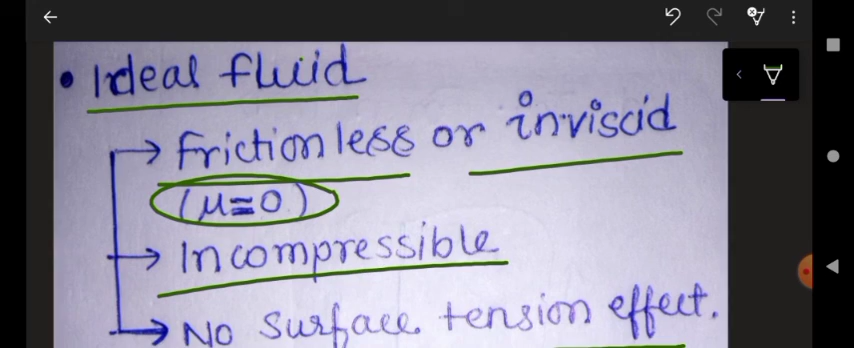 • Ideal fluid
→ Frictionless or inviscid
(μ=0)
→ Incompressible
→ No Surface tension effect.